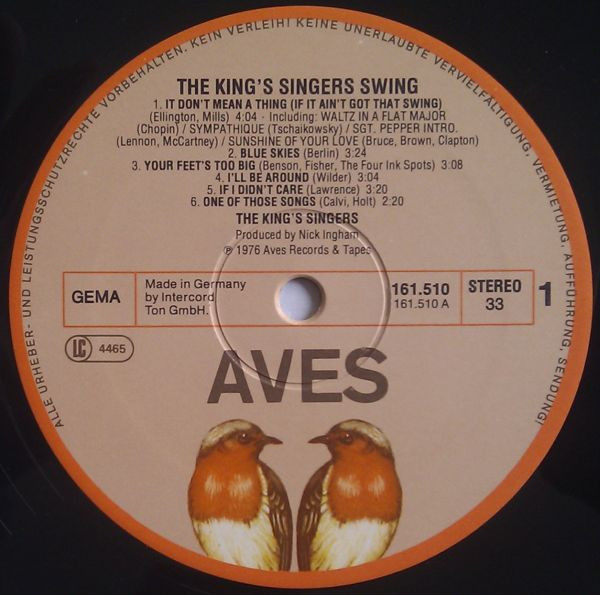 ALLE URHEBER- UND LEISTUNGSSCHUTZRECHTE VORBEHALTEN. KEIN VERLEIH! KEINE UNERLAUBTE VERVIELFÄLTIGUNG, VERMIETUNG, AUFFÜHRUNG, SENDUNG!
THE KING'S SINGERS SWING
1. IT DON'T MEAN A THING (IF IT AIN'T GOT THAT SWING)
(Ellington, Mills) 4:04 · Including: WALTZ IN A FLAT MAJOR
(Chopin) / SYMPATHIQUE (Tschaikowsky) / SGT. PEPPER INTRO.
(Lennon, McCartney) / SUNSHINE OF YOUR LOVE (Bruce, Brown, Clapton)
2. BLUE SKIES (Berlin) 3:24
3. YOUR FEET'S TOO BIG (Benson, Fisher, The Four Ink Spots) 3:08
4. I'LL BE AROUND (Wilder) 3:04
5. IF I DIDN'T CARE (Lawrence) 3:20
6. ONE OF THOSE SONGS (Calvi, Holt) 2:20
THE KING'S SINGERS
Produced by Nick Ingham
℗ 1976 Aves Records & Tapes
GEMA
Made in Germany
by Intercord
Ton GmbH.
161.510
161.510 A
STEREO
33
1
LC 4465
AVES